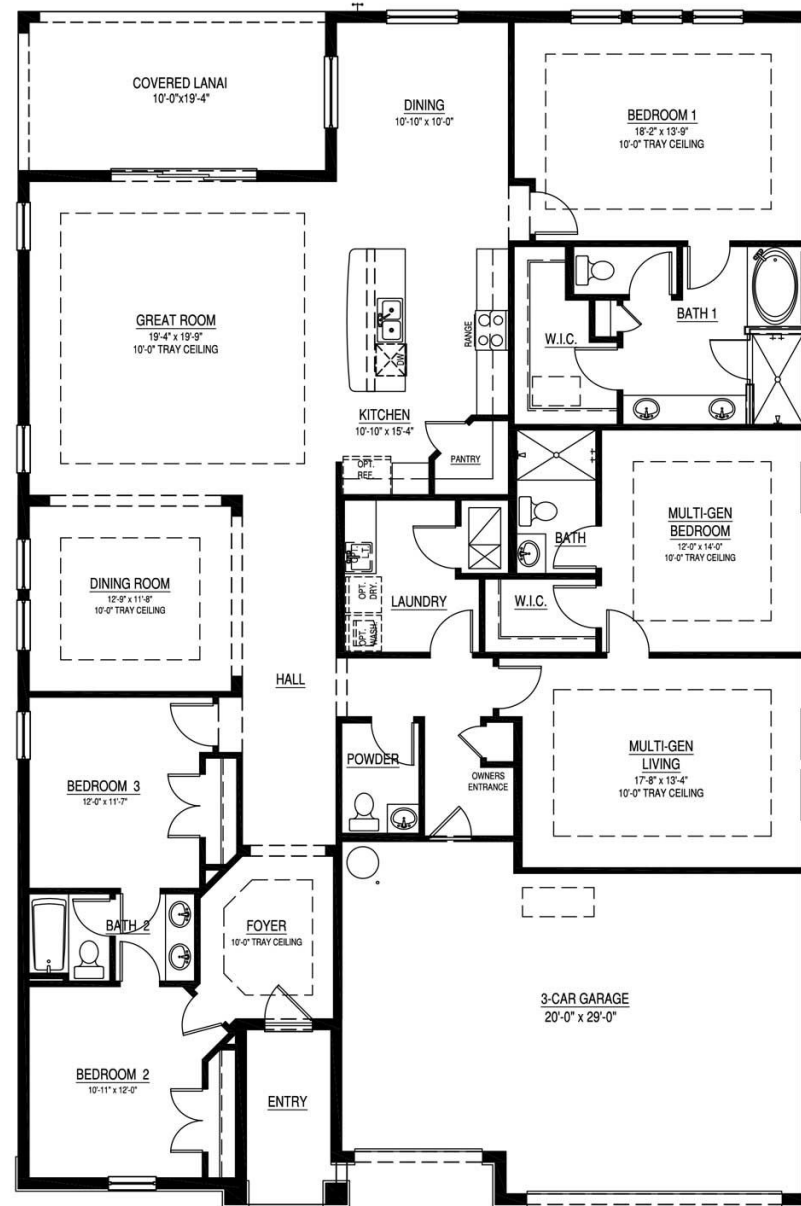 COVERED LANAI
10'-0"x19'-4"
DINING
10'-10" x 10'-0"
BEDROOM 1
18'-2" x 13'-9"
10'-0" TRAY CEILING
GREAT ROOM
19'-4" x 19'-9"
10'-0" TRAY CEILING
DW
RANGE
W.I.C.
BATH 1
KITCHEN
10'-10" x 15'-4"
OPT.
REF.
PANTRY
MULTI-GEN
BEDROOM
12'-0" x 14'-0"
10'-0" TRAY CEILING
BATH
DINING ROOM
12'-9" x 11'-8"
10'-0" TRAY CEILING
OPT.
LT
OPT.
DRY
OPT.
WASH
LAUNDRY
W.I.C.
HALL
MULTI-GEN
LIVING
17'-8" x 13'-4"
10'-0" TRAY CEILING
BEDROOM 3
12'-0" x 11'-7"
POWDER
OWNERS
ENTRANCE
BATH 2
FOYER
10'-0" TRAY CEILING
3-CAR GARAGE
20'-0" x 29'-0"
BEDROOM 2
10'-11" x 12'-0"
ENTRY